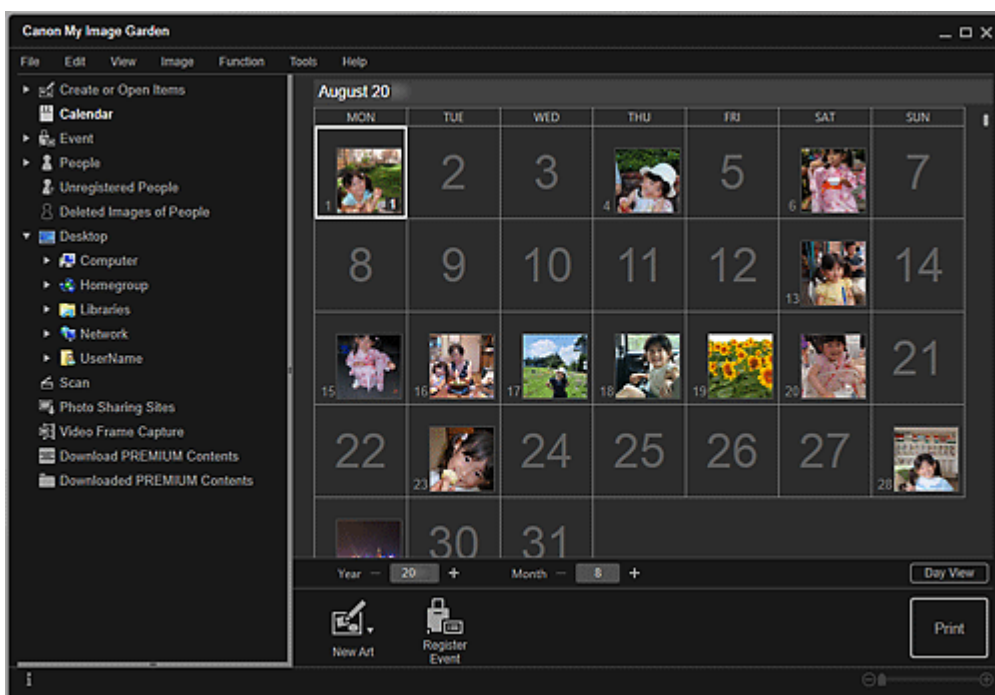 Canon My Image Garden
File Edit View Image Function Tools Help
Create or Open Items
Calendar
Event
People
Unregistered People
Deleted Images of People
Desktop
Computer
Homegroup
Libraries
Network
UserName
Scan
Photo Sharing Sites
Video Frame Capture
Download PREMIUM Contents
Downloaded PREMIUM Contents
August 20
MON TUE WED THU FRI SAT SUN
1 1 2 3 4 5 6 7
8 9 10 11 12 13 14
15 16 17 18 19 20 21
22 23 24 25 26 27 28
30 31
Year − 20 + Month − 8 + Day View
New Art
Register
Event
Print